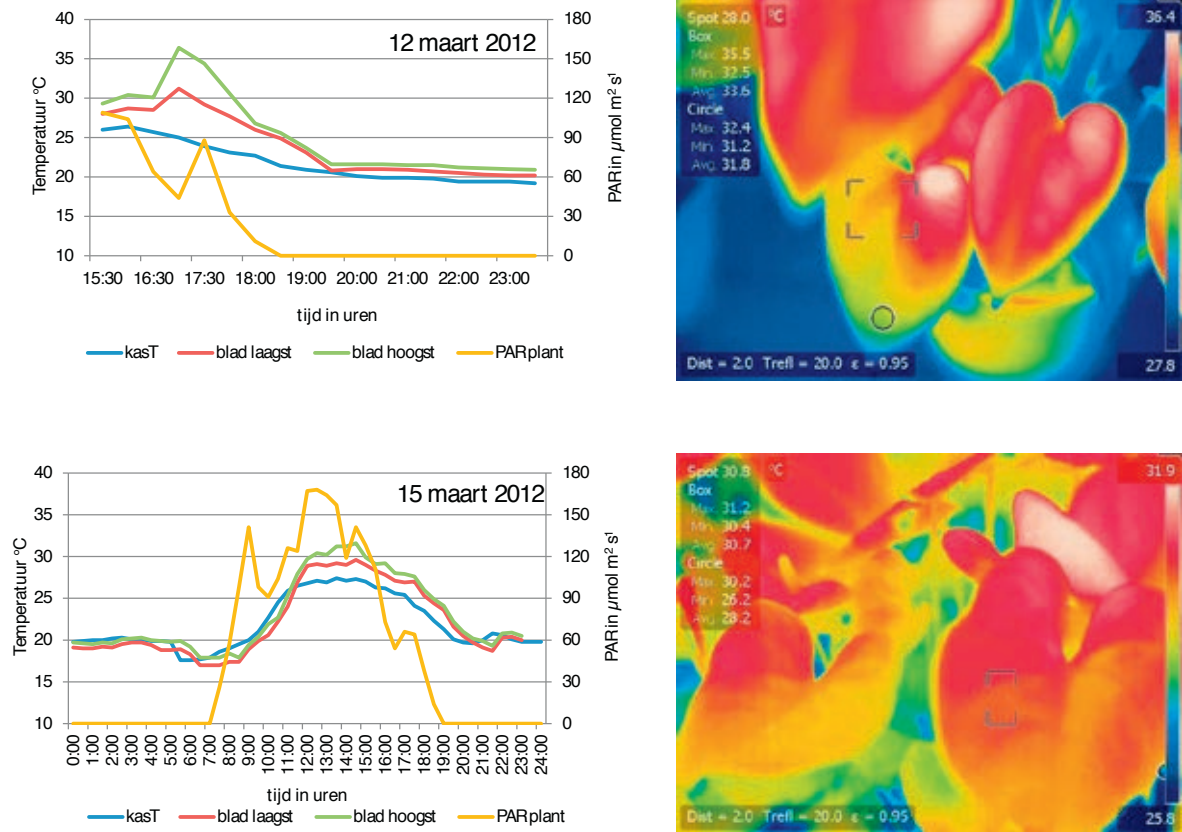 12 maart 2012
Temperatuur °C
40
35
30
25
20
15
10
180
150
120
90
60
30
0
PAR in µmol m² s¹
15:30 16:30 17:30 18:00 19:00 20:00 21:00 22:00 23:00
tijd in uren
kasT blad laagst blad hoogst PAR plant
Spot 28.0 °C
36.4
Box
Max. 35.5
Min. 32.5
Avg. 33.6
Circle
Max. 32.4
Min. 31.2
Avg. 31.8
Dist = 2.0 Trefl = 20.0 ε = 0.95
27.8
15 maart 2012
Temperatuur °C
40
35
30
25
20
15
10
180
150
120
90
60
30
0
PAR in µmol m² s¹
0:00 1:00 2:00 3:00 4:00 5:00 6:00 7:00 8:00 9:00 10:00 11:00 12:00 13:00 14:00 15:00 16:00 17:00 18:00 19:00 20:00 21:00 22:00 23:00 24:00
tijd in uren
kasT blad laagst blad hoogst PAR plant
Spot 30.8 °C
31.9
Box
Max. 31.2
Min. 30.4
Avg. 30.7
Circle
Max. 30.2
Min. 26.2
Avg. 28.2
Dist = 2.0 Trefl = 20.0 ε = 0.95
25.8